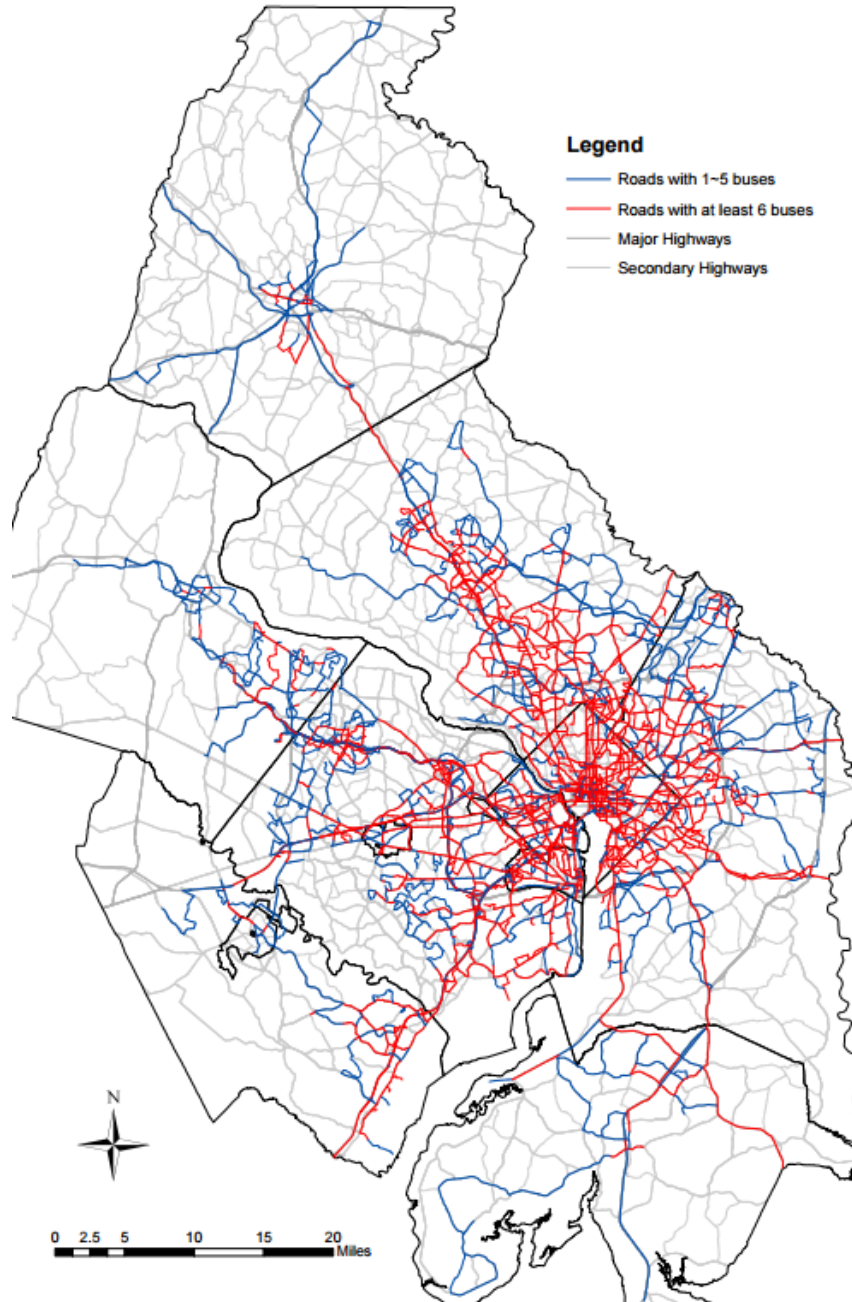 Legend
Roads with 1~5 buses
Roads with at least 6 buses
Major Highways
Secondary Highways
N
0 2.5 5 10 15 20
Miles